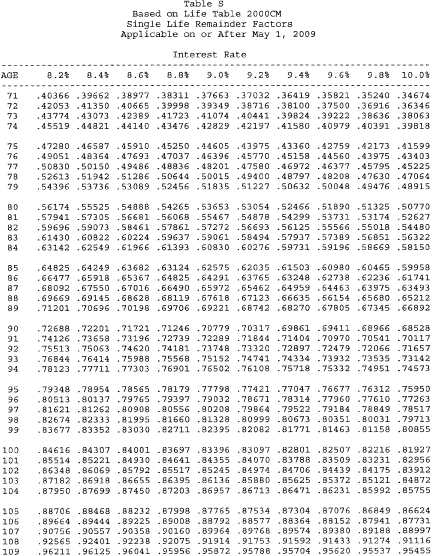 Table S
Based on Life Table 2000CM
Single Life Remainder Factors
Applicable on or After May 1, 2009
Interest Rate
AGE 8.2% 8.4% 8.6% 8.8% 9.0% 9.2% 9.4% 9.6% 9.8% 10.0%
71 .40366 .39662 .38977 .38311 .37663 .37032 .36419 .35821 .35240 .34674
72 .42053 .41350 .40665 .39998 .39349 .38716 .38100 .37500 .36916 .36346
73 .43774 .43073 .42389 .41723 .41074 .40441 .39824 .39222 .38636 .38063
74 .45519 .44821 .44140 .43476 .42829 .42197 .41580 .40979 .40391 .39818
75 .47280 .46587 .45910 .45250 .44605 .43975 .43360 .42759 .42173 .41599
76 .49051 .48364 .47693 .47037 .46396 .45770 .45158 .44560 .43975 .43403
77 .50830 .50150 .49486 .48836 .48201 .47580 .46972 .46377 .45795 .45225
78 .52613 .51942 .51286 .50644 .50015 .49400 .48797 .48208 .47630 .47064
79 .54396 .53736 .53089 .52456 .51835 .51227 .50632 .50048 .49476 .48915
80 .56174 .55525 .54888 .54265 .53653 .53054 .52466 .51890 .51325 .50770
81 .57941 .57305 .56681 .56068 .55467 .54878 .54299 .53731 .53174 .52627
82 .59696 .59073 .58461 .57861 .57272 .56693 .56125 .55566 .55018 .54480
83 .61430 .60822 .60224 .59637 .59061 .58494 .57937 .57389 .56851 .56322
84 .63142 .62549 .61966 .61393 .60830 .60276 .59731 .59196 .58669 .58150
85 .64825 .64249 .63682 .63124 .62575 .62035 .61503 .60980 .60465 .59958
86 .66477 .65918 .65367 .64825 .64291 .63765 .63248 .62738 .62236 .61741
87 .68092 .67550 .67016 .66490 .65972 .65462 .64959 .64463 .63975 .63493
88 .69669 .69145 .68628 .68119 .67618 .67123 .66635 .66154 .65680 .65212
89 .71201 .70696 .70198 .69706 .69221 .68742 .68270 .67805 .67345 .66892
90 .72688 .72201 .71721 .71246 .70779 .70317 .69861 .69411 .68966 .68528
91 .74126 .73658 .73196 .72739 .72289 .71844 .71404 .70970 .70541 .70117
92 .75513 .75063 .74620 .74181 .73748 .73320 .72897 .72479 .72066 .71657
93 .76844 .76414 .75988 .75568 .75152 .74741 .74334 .73932 .73535 .73142
94 .78123 .77711 .77303 .76901 .76502 .76108 .75718 .75332 .74951 .74573
95 .79348 .78954 .78565 .78179 .77798 .77421 .77047 .76677 .76312 .75950
96 .80513 .80137 .79765 .79397 .79032 .78671 .78314 .77960 .77610 .77263
97 .81621 .81262 .80908 .80556 .80208 .79864 .79522 .79184 .78849 .78517
98 .82674 .82333 .81995 .81660 .81328 .80999 .80673 .80351 .80031 .79713
99 .83677 .83352 .83030 .82711 .82395 .82082 .81771 .81463 .81158 .80855
100 .84616 .84307 .84001 .83697 .83396 .83097 .82801 .82507 .82216 .81927
101 .85514 .85221 .84930 .84641 .84355 .84070 .83788 .83509 .83231 .82956
102 .86348 .86069 .85792 .85517 .85245 .84974 .84706 .84439 .84175 .83912
103 .87182 .86918 .86655 .86395 .86136 .85880 .85625 .85372 .85121 .84872
104 .87950 .87699 .87450 .87203 .86957 .86713 .86471 .86231 .85992 .85755
105 .88706 .88468 .88232 .87998 .87765 .87534 .87304 .87076 .86849 .86624
106 .89664 .89444 .89225 .89008 .88792 .88577 .88364 .88152 .87941 .87731
107 .90756 .90557 .90358 .90160 .89964 .89768 .89574 .89380 .89188 .88997
108 .92565 .92401 .92238 .92075 .91914 .91753 .91592 .91433 .91274 .91116
109 .96211 .96125 .96041 .95956 .95872 .95788 .95704 .95620 .95537 .95455